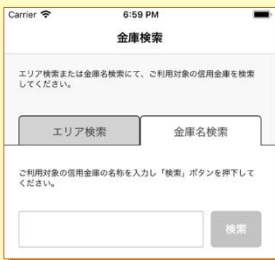 Carrier 6:59 PM
金庫検索
エリア検索または金庫名検索にて、ご利用対象の信用金庫を検索
してください。
エリア検索 金庫名検索
ご利用対象の信用金庫の名称を入力し「検索」ボタンを押下して
ください。
検索